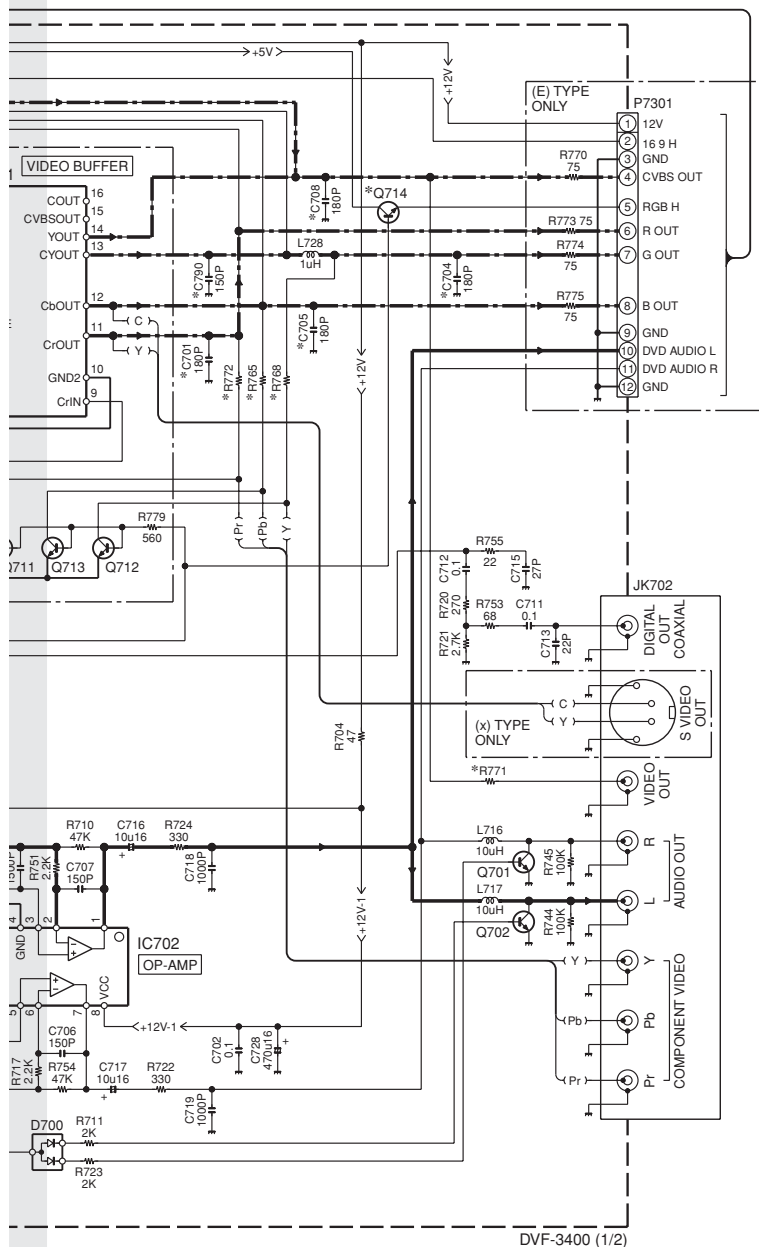 +5V
+12V
(E) TYPE
ONLY
P7301
1 12V
2 16 9 H
3 GND
4 CVBS OUT
5 RGB H
6 R OUT
7 G OUT
8 B OUT
9 GND
10 DVD AUDIO L
11 DVD AUDIO R
12 GND
R770
75
R773 75
R774
75
R775
75
VIDEO BUFFER
COUT 16
CVBSOUT 15
YOUT 14
CYOUT 13
CbOUT 12
CrOUT 11
GND2 10
CrIN 9
*C708
180P
*Q714
L728
1uH
*C790
150P
*C704
180P
*C705
180P
*C701
180P
C
Y
*R772
*R765
*R768
+12V
R779
560
Q711
Q713
Q712
Pr
Pb
Y
R755
22
C712
0.1
C715
27P
R720
270
R753
68
C711
0.1
R721
2.7K
C713
22P
JK702
DIGITAL
OUT
COAXIAL
C
Y
(x) TYPE
ONLY
S VIDEO
OUT
R704
47
*R771
VIDEO
OUT
R710
47K
C716
10u16
R724
330
R751
2.2K
C707
150P
C718
1000P
L716
10uH
Q701
R745
100K
R
L
AUDIO OUT
L717
10uH
Q702
R744
100K
4
3
2
1
GND
IC702
OP-AMP
+12V-1
5
6
7
8
VCC
+12V-1
Y
Pb
Pr
Y
Pb
Pr
COMPONENT VIDEO
C706
150P
C702
0.1
C728
470u16
R717
2.2K
R754
47K
C717
10u16
R722
330
C719
1000P
D700
R711
2K
R723
2K
DVF-3400 (1/2)